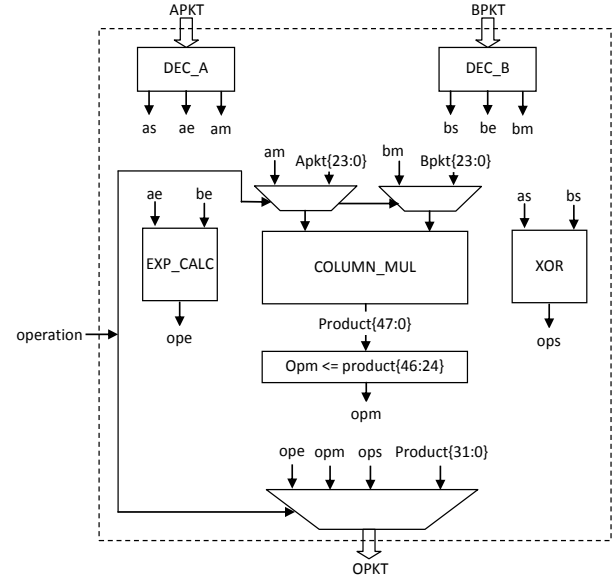 APKT BPKT
DEC_A DEC_B
as ae am bs be bm
am Apkt{23:0} bm Bpkt{23:0}
ae be as bs
EXP_CALC COLUMN_MUL XOR
Product{47:0}
operation ope ops
Opm <= product{46:24}
opm
ope opm ops Product{31:0}
OPKT